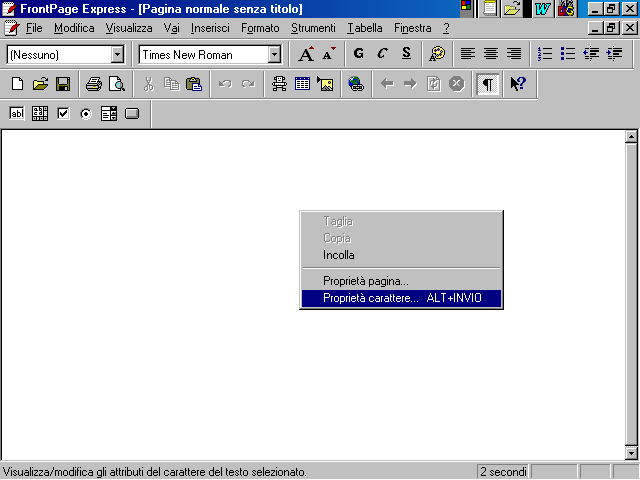 FrontPage Express - [Pagina normale senza titolo]
File Modifica Visualizza Vai Inserisci Formato Strumenti Tabella Finestra ?
(Nessuno) Times New Roman A A G C S
abl
Taglia
Copia
Incolla
Proprietà pagina...
Proprietà carattere... ALT+INVIO
Visualizza/modifica gli attributi del carattere del testo selezionato. 2 secondi